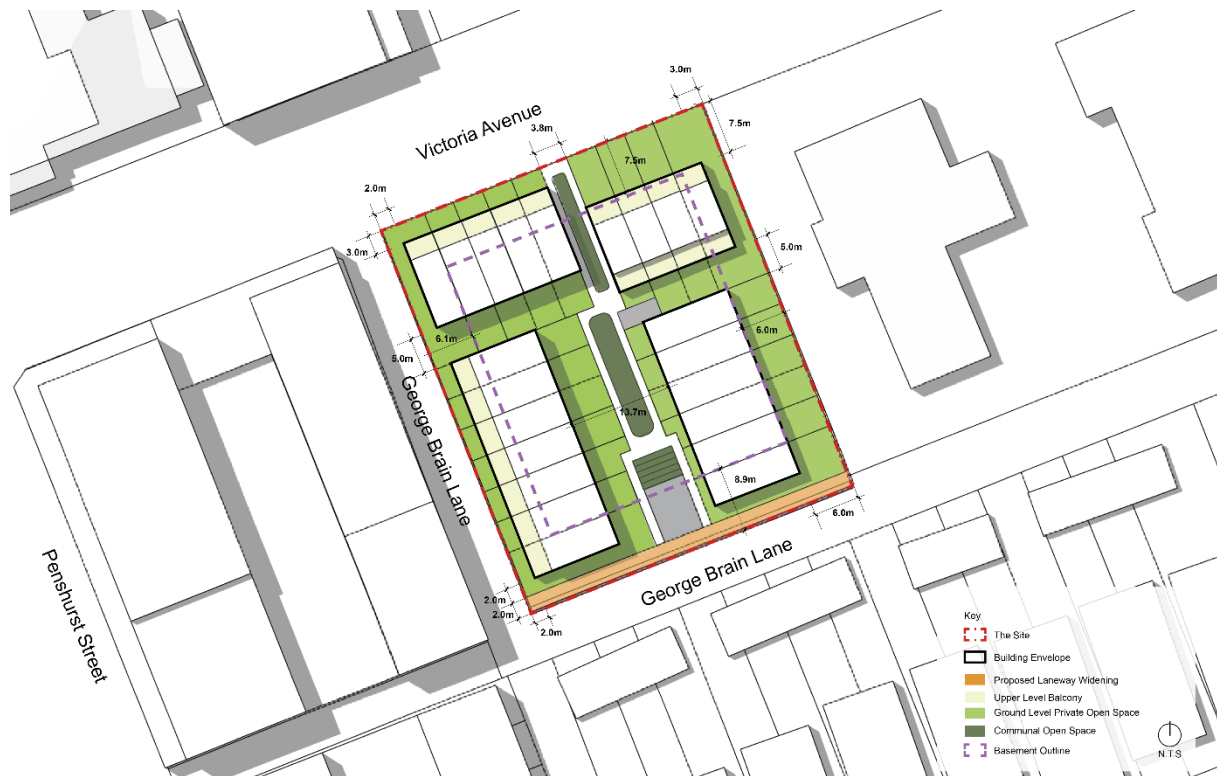 3.0m
Victoria Avenue
3.8m
7.5m
7.5m
2.0m
3.0m
5.0m
6.1m
5.0m
6.0m
George Brain Lane
13.7m
8.9m
6.0m
Penshurst Street
George Brain Lane
2.0m
2.0m
2.0m
Key
The Site
Building Envelope
Proposed Laneway Widening
Upper Level Balcony
Ground Level Private Open Space
Communal Open Space
Basement Outline
N.T.S